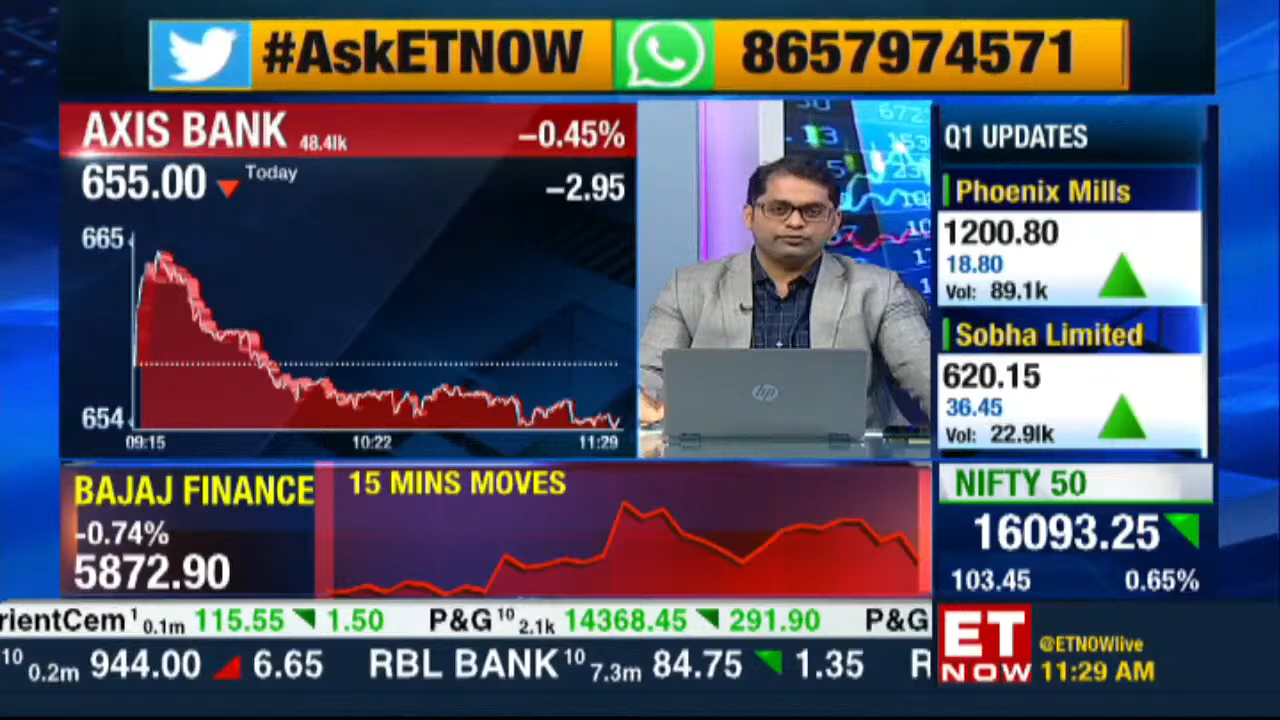 #AskETNOW 8657974571
AXIS BANK 48.4lk −0.45%
655.00 Today −2.95
665
654
09:15 10:22 11:29
Q1 UPDATES
Phoenix Mills
1200.80
18.80
Vol: 89.1k
Sobha Limited
620.15
36.45
Vol: 22.9lk
BAJAJ FINANCE
-0.74%
5872.90
15 MINS MOVES
NIFTY 50
16093.25
103.45 0.65%
hp
rientCem 1 0.1m 115.55 1.50 P&G 10 2.1k 14368.45 291.90 P&G
10 0.2m 944.00 6.65 RBL BANK 10 7.3m 84.75 1.35 R
ET
NOW
@ETNOWlive
11:29 AM